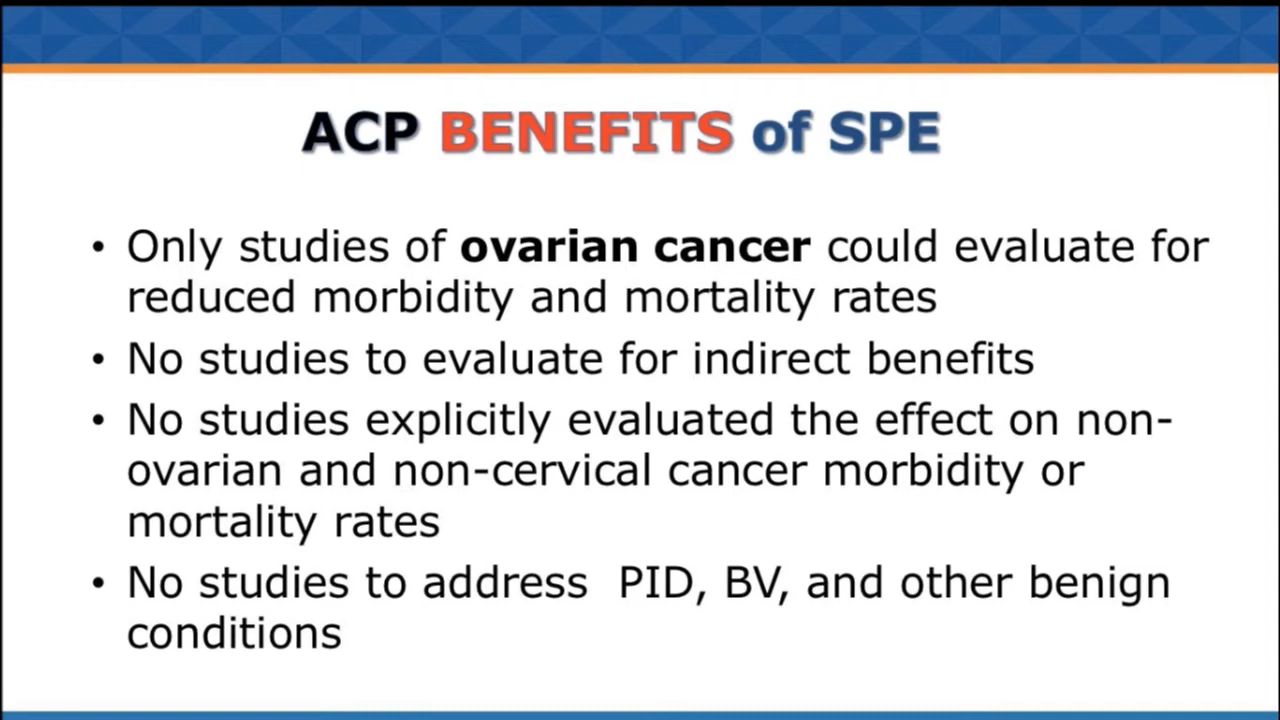 ACP BENEFITS of SPE
• Only studies of ovarian cancer could evaluate for
reduced morbidity and mortality rates
• No studies to evaluate for indirect benefits
• No studies explicitly evaluated the effect on non-
ovarian and non-cervical cancer morbidity or
mortality rates
• No studies to address  PID, BV, and other benign
conditions